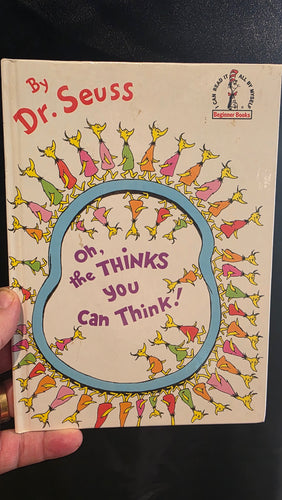 By
Dr. Seuss
I CAN READ IT ALL BY MYSELF
Beginner Books
Oh,
the THINKS
you
can Think!